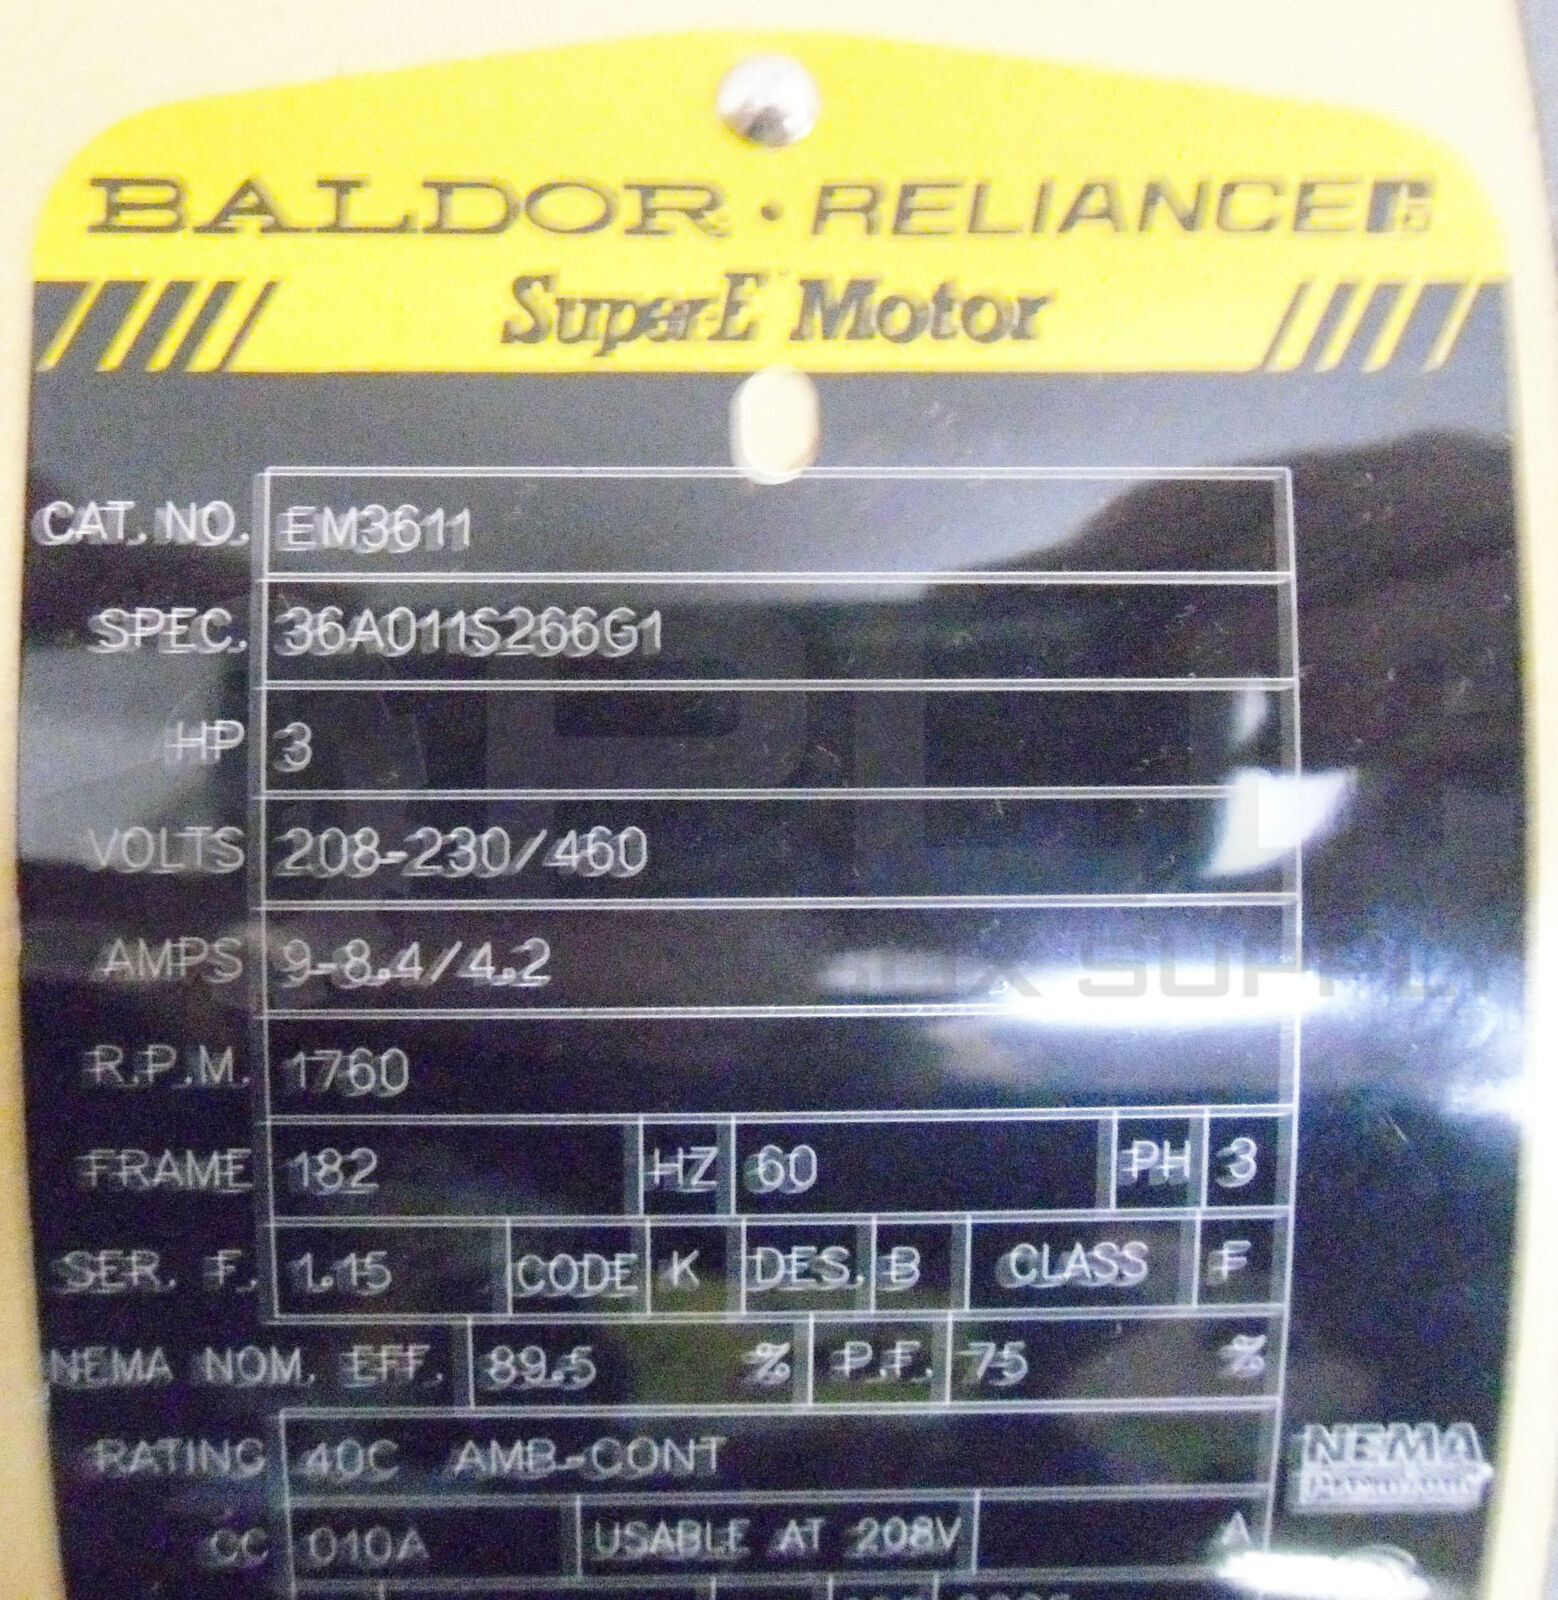 BALDOR · RELIANCE
Super-E Motor
CAT. NO. EM3611
SPEC. 36A011S266G1
HP 3
VOLTS 208-230/460
AMPS 9-8.4/4.2
R.P.M. 1760
FRAME 182 HZ 60 PH 3
SER. F. 1.15 CODE K DES. B CLASS F
NEMA NOM. EFF. 89.5 % P.F. 75 %
RATING 40C AMB-CONT
NEMA
Premium
CC 010A USABLE AT 208V A
SUPPLY